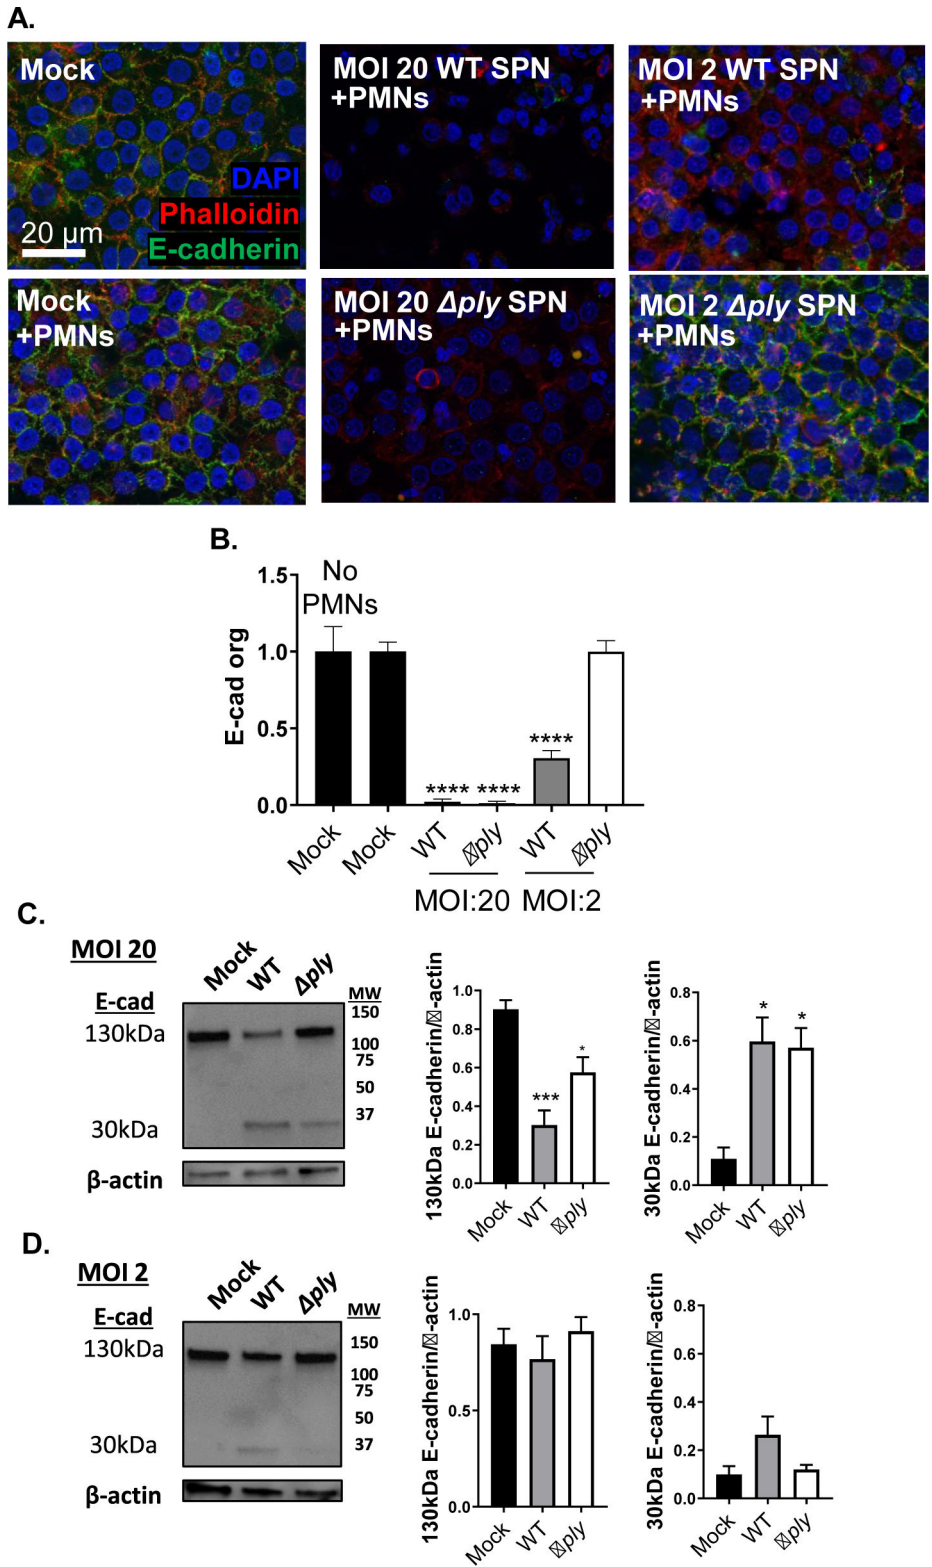 A.
Mock
DAPI
Phalloidin
20 µm
E-cadherin
MOI 20 WT SPN
+PMNs
MOI 2 WT SPN
+PMNs
Mock
+PMNs
MOI 20 Δply SPN
+PMNs
MOI 2 Δply SPN
+PMNs
B.
No
PMNs
E-cad org
1.5
1.0
0.5
0.0
**** **** ****
Mock Mock WT ply WT ply
MOI:20 MOI:2
C.
MOI 20
Mock WT Δply
E-cad
130kDa
30kDa
β-actin
MW
150
100
75
50
37
130kDa E-cadherin/-actin
1.0
0.8
0.6
0.4
0.2
0.0
*** *
Mock WT ply
30kDa E-cadherin/-actin
0.8
0.6
0.4
0.2
0.0
* *
Mock WT ply
D.
MOI 2
Mock WT Δply
E-cad
130kDa
30kDa
β-actin
MW
150
100
75
50
37
130kDa E-cadherin/-actin
1.0
0.5
0.0
Mock WT ply
30kDa E-cadherin/-actin
0.8
0.6
0.4
0.2
0.0
Mock WT ply